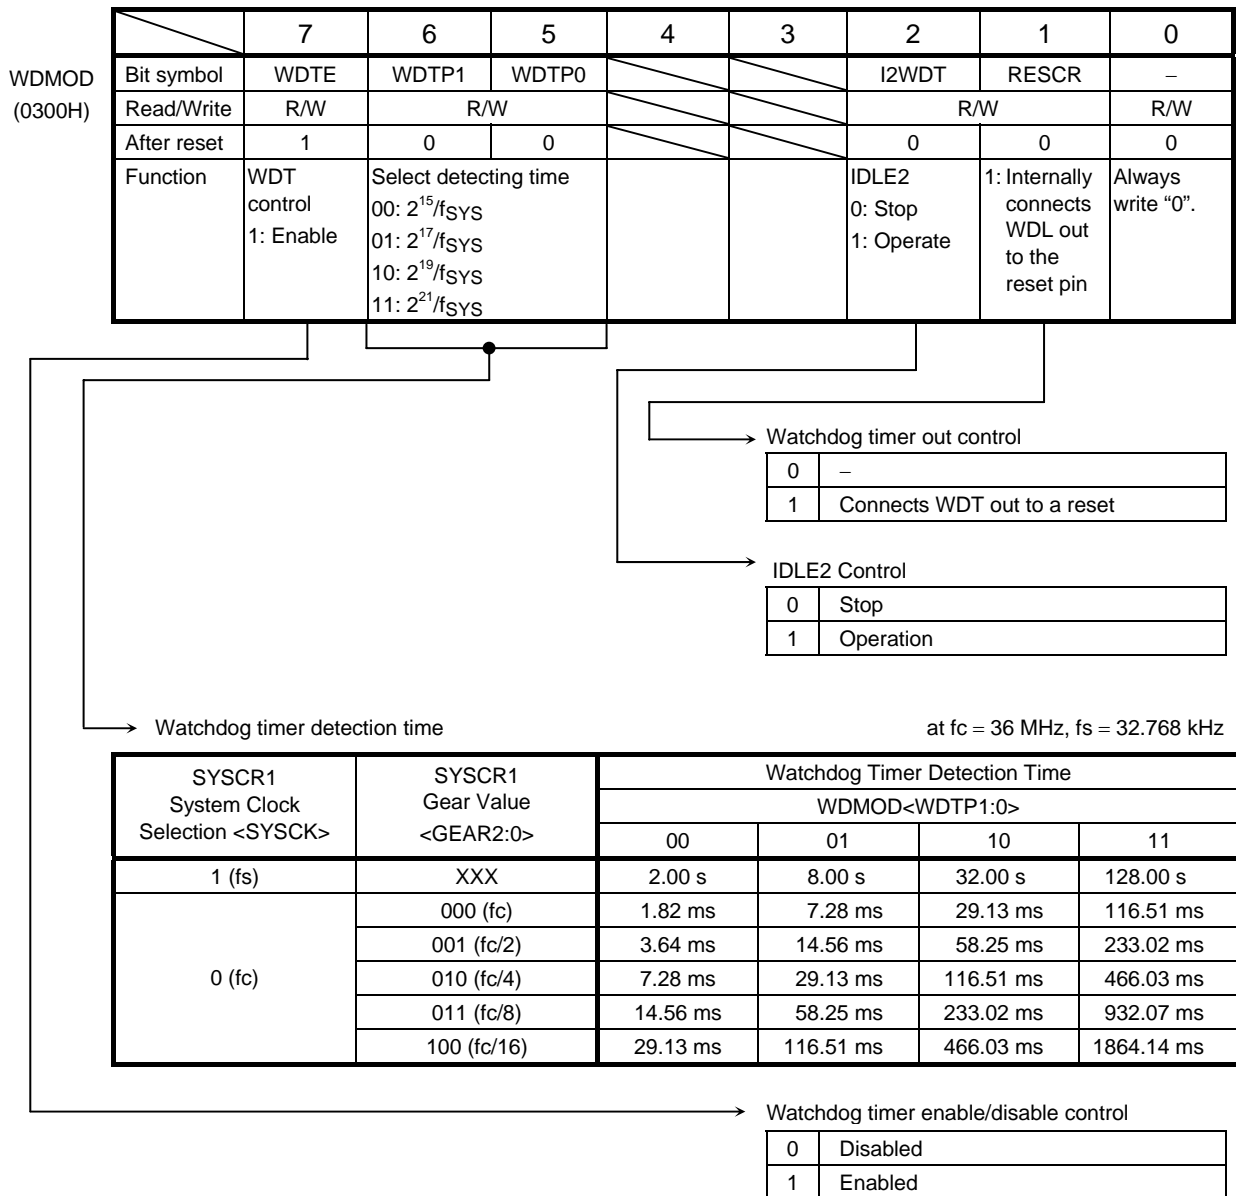 7 6 5 4 3 2 1 0
WDMOD
(0300H)
Bit symbol WDTE WDTP1 WDTP0 I2WDT RESCR –
Read/Write R/W R/W R/W R/W
After reset 1 0 0 0 0 0
Function WDT control 1: Enable
Select detecting time
00: 2^15/fSYS
01: 2^17/fSYS
10: 2^19/fSYS
11: 2^21/fSYS
IDLE2
0: Stop
1: Operate
1: Internally
connects
WDL out
to the
reset pin
Always
write “0”.
Watchdog timer out control
0 –
1 Connects WDT out to a reset
IDLE2 Control
0 Stop
1 Operation
Watchdog timer detection time at fc = 36 MHz, fs = 32.768 kHz
SYSCR1
System Clock
Selection <SYSCK>
SYSCR1
Gear Value
<GEAR2:0>
Watchdog Timer Detection Time
WDMOD<WDTP1:0>
00 01 10 11
1 (fs) XXX 2.00 s 8.00 s 32.00 s 128.00 s
0 (fc)
000 (fc) 1.82 ms 7.28 ms 29.13 ms 116.51 ms
001 (fc/2) 3.64 ms 14.56 ms 58.25 ms 233.02 ms
010 (fc/4) 7.28 ms 29.13 ms 116.51 ms 466.03 ms
011 (fc/8) 14.56 ms 58.25 ms 233.02 ms 932.07 ms
100 (fc/16) 29.13 ms 116.51 ms 466.03 ms 1864.14 ms
Watchdog timer enable/disable control
0 Disabled
1 Enabled